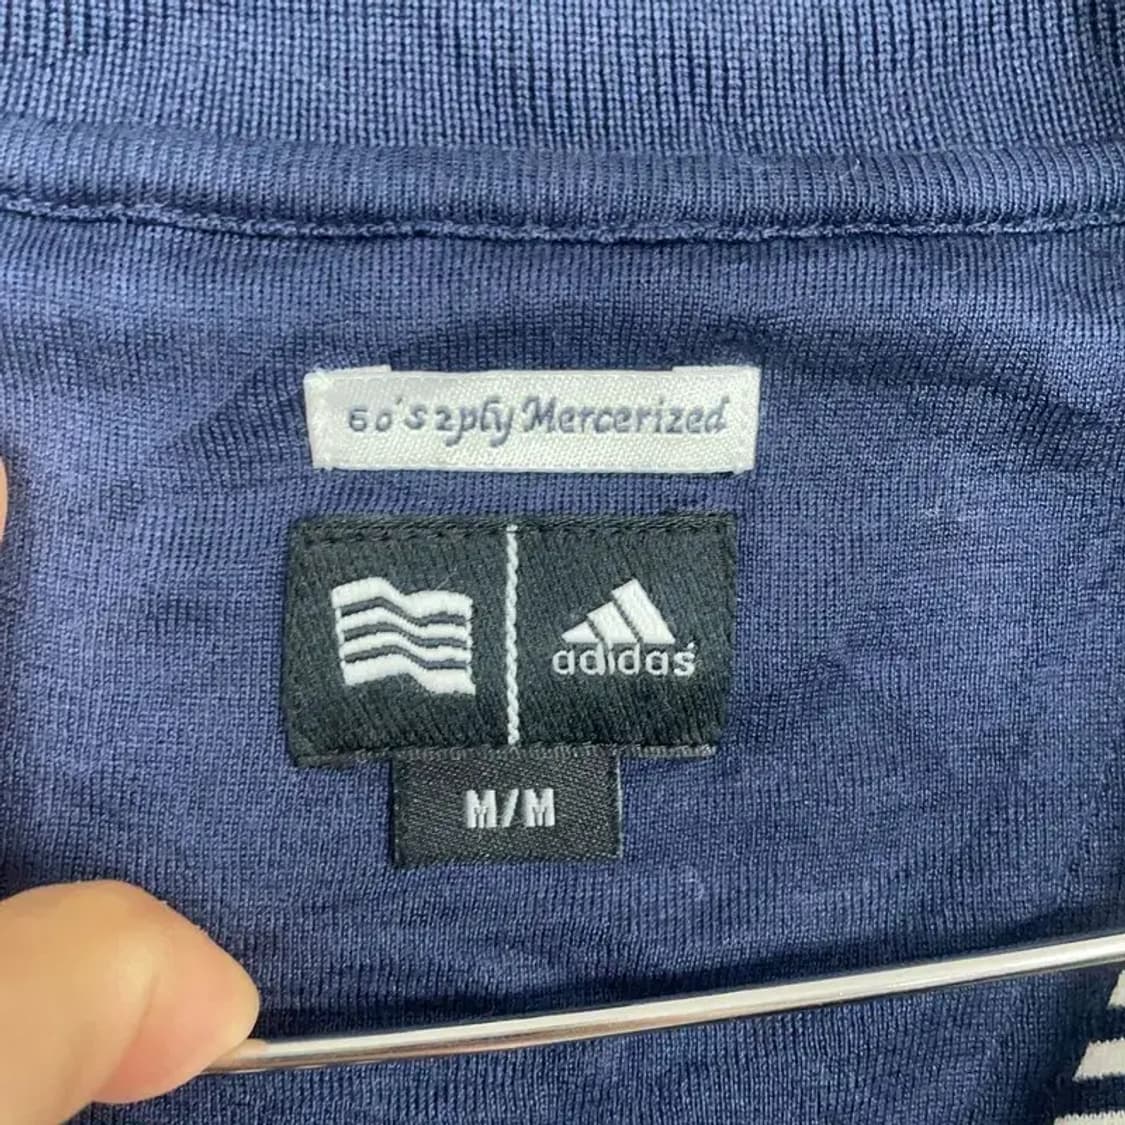 60's 2ply Mercerized
adidas
M/M